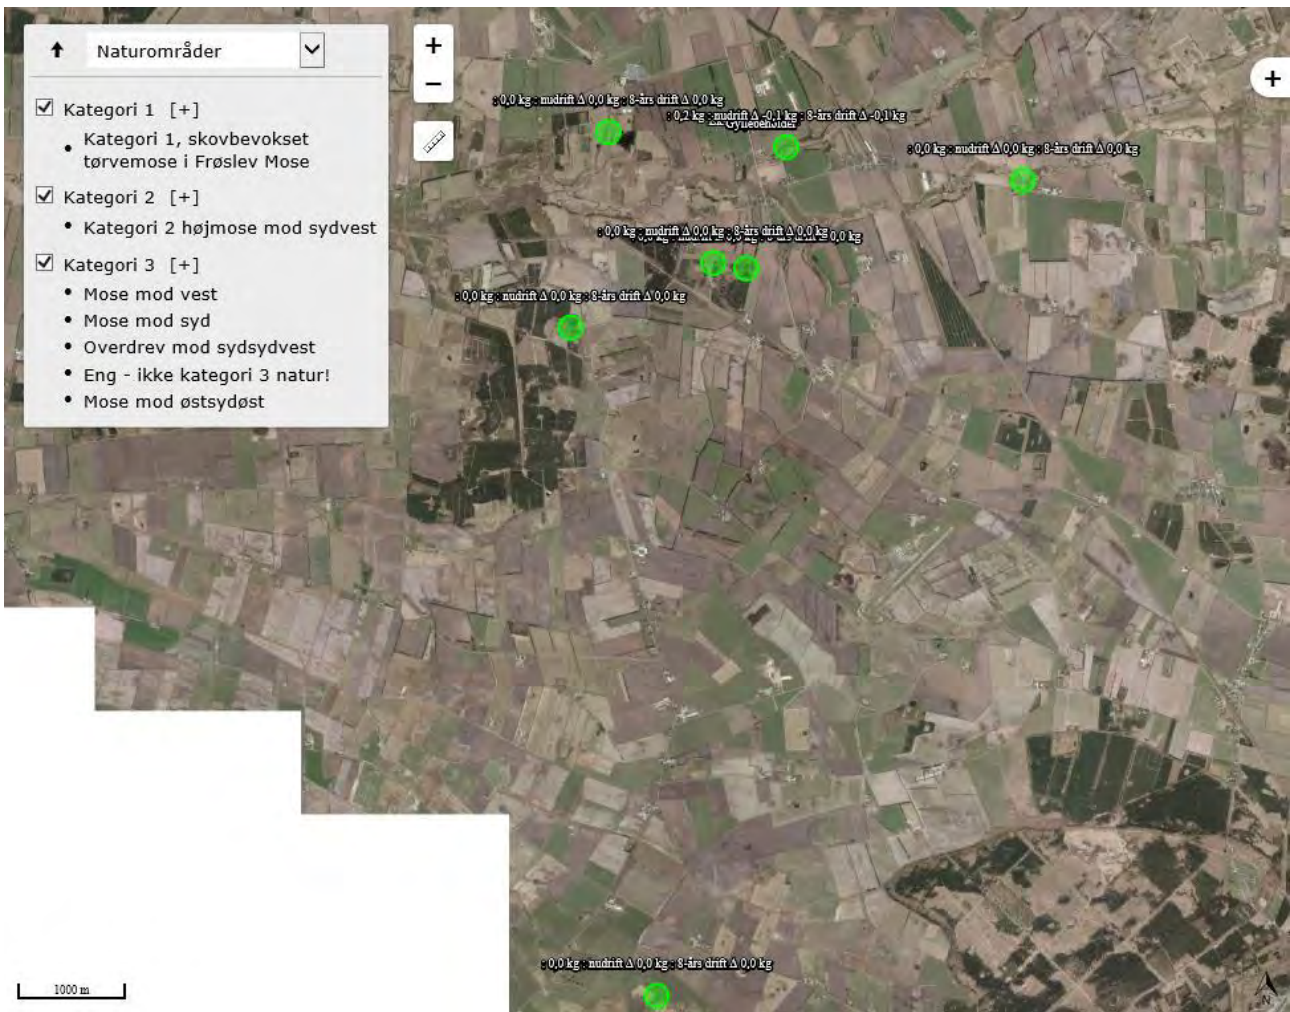 Naturområder
Kategori 1 [+]
Kategori 1, skovbevokset
tørvemose i Frøslev Mose
Kategori 2 [+]
Kategori 2 højmose mod sydvest
Kategori 3 [+]
Mose mod vest
Mose mod syd
Overdrev mod sydsydvest
Eng - ikke kategori 3 natur!
Mose mod østsydøst
+
−
+
: 0,0 kg : nudrift Δ 0,0 kg : 8-års drift Δ 0,0 kg
: 0,2 kg : nudrift Δ -0,1 kg : 8-års drift Δ -0,1 kg
Gyllebeholder
: 0,0 kg : nudrift Δ 0,0 kg : 8-års drift Δ 0,0 kg
: 0,0 kg : nudrift Δ 0,0 kg : 8-års drift Δ 0,0 kg
: 0,0 kg : nudrift Δ 0,0 kg : 8-års drift Δ 0,0 kg
: 0,0 kg : nudrift Δ 0,0 kg : 8-års drift Δ 0,0 kg
1000 m
N